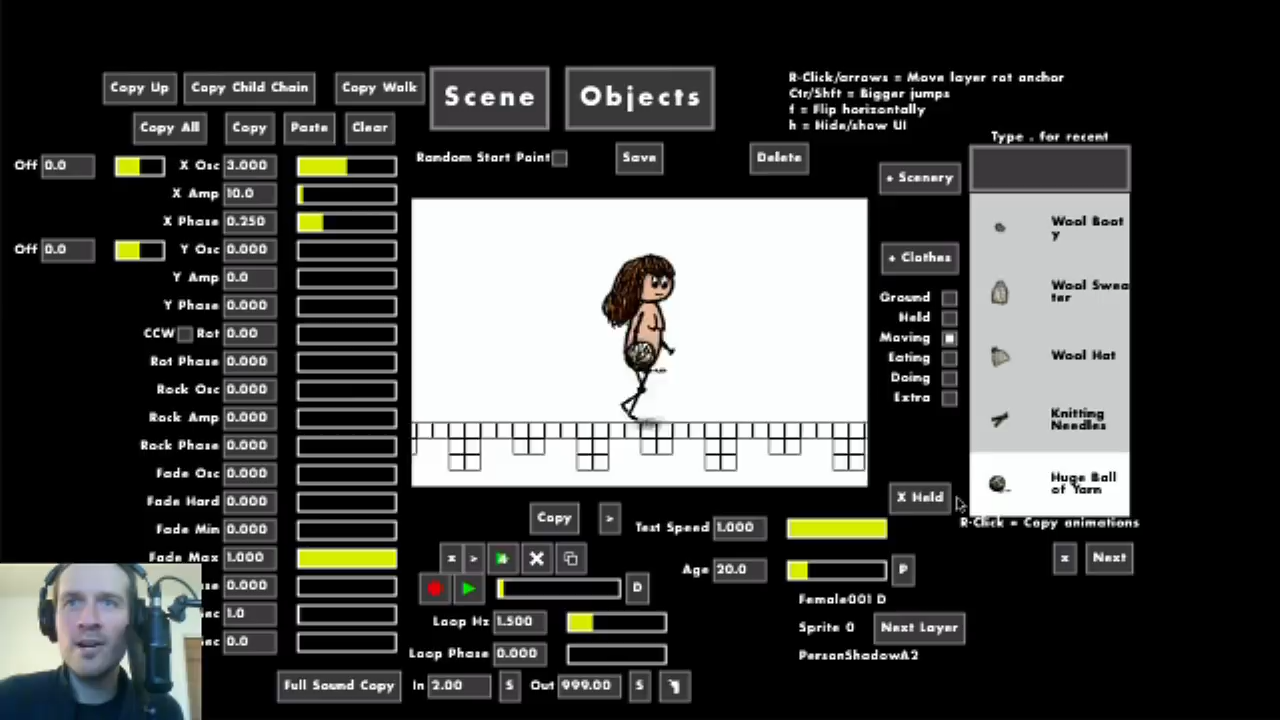 Copy Up
Copy Child Chain
Copy Walk
Scene
Objects
R-Click/arrows = Move layer rot anchor
Ctr/Shft = Bigger jumps
f = Flip horizontally
h = Hide/show UI
Copy All
Copy
Paste
Clear
Type . for recent
Random Start Point
Save
Delete
+ Scenery
Off 0.0
X Osc 3.000
X Amp 10.0
X Phase 0.250
Off 0.0
Y Osc 0.000
Y Amp 0.0
Y Phase 0.000
CCW Rot 0.00
Rot Phase 0.000
Rock Osc 0.000
Rock Amp 0.000
Rock Phase 0.000
Fade Osc 0.000
Fade Hard 0.000
Fade Min 0.000
Fade Max 1.000
0.000
1.0
0.0
+ Clothes
Ground
Held
Moving
Eating
Doing
Extra
Wool Boot
y
Wool Swea
ter
Wool Hat
Knitting
Needles
Huge Ball
of Yarn
X Held
R-Click = Copy animations
x
Next
Copy
>
Test Speed 1.000
x
>
Age 20.0
P
D
Female001 D
Loop Hz 1.500
Sprite 0
Next Layer
Loop Phase 0.000
PersonShadowA2
Full Sound Copy
In 2.00
S
Out 999.00
S